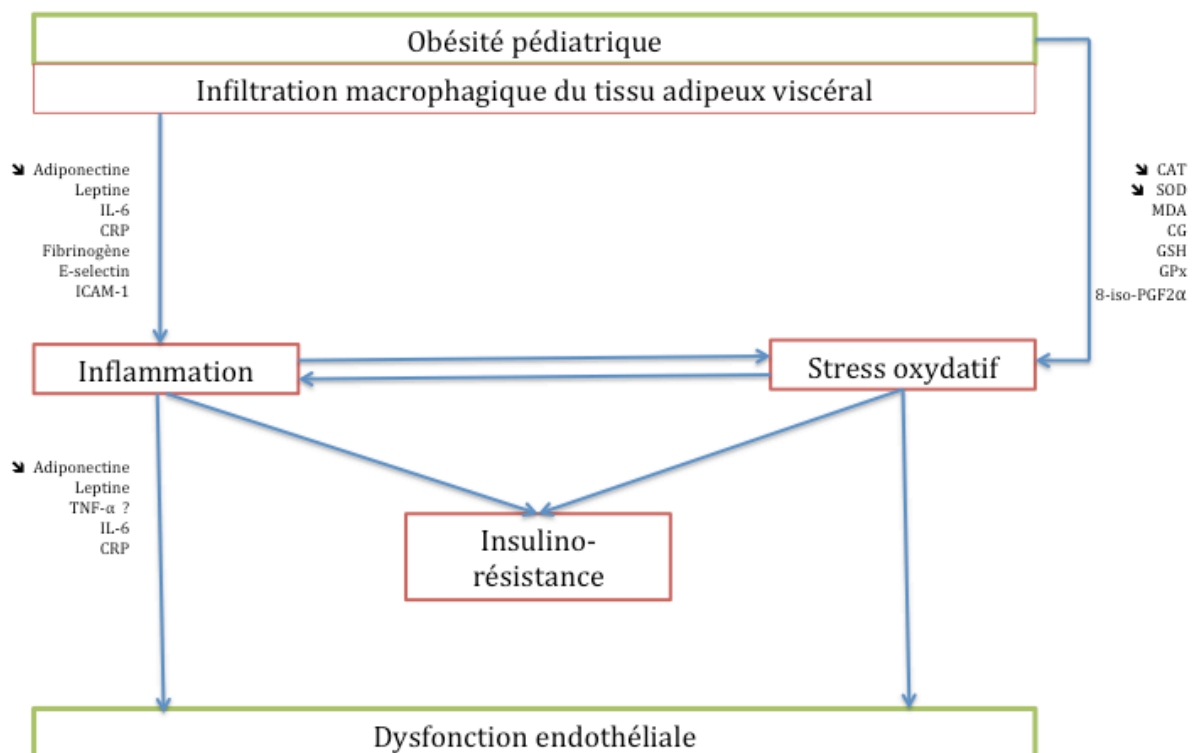 Obésité pédiatrique
Infiltration macrophagique du tissu adipeux viscéral
➘ Adiponectine
Leptine
IL-6
CRP
Fibrinogène
E-selectin
ICAM-1
➘ CAT
➘ SOD
MDA
CG
GSH
GPx
8-iso-PGF2α
Inflammation
Stress oxydatif
➘ Adiponectine
Leptine
TNF-α ?
IL-6
CRP
Insulino-
résistance
Dysfonction endothéliale